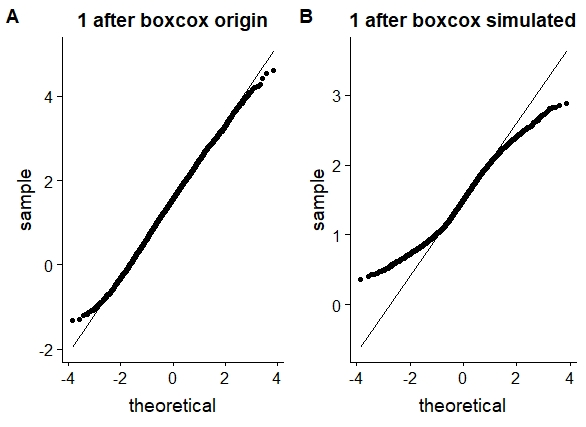 A
1 after boxcox origin
sample
4
2
0
-2
-4
-2
0
2
4
theoretical
B
1 after boxcox simulated
sample
3
2
1
0
-4
-2
0
2
4
theoretical